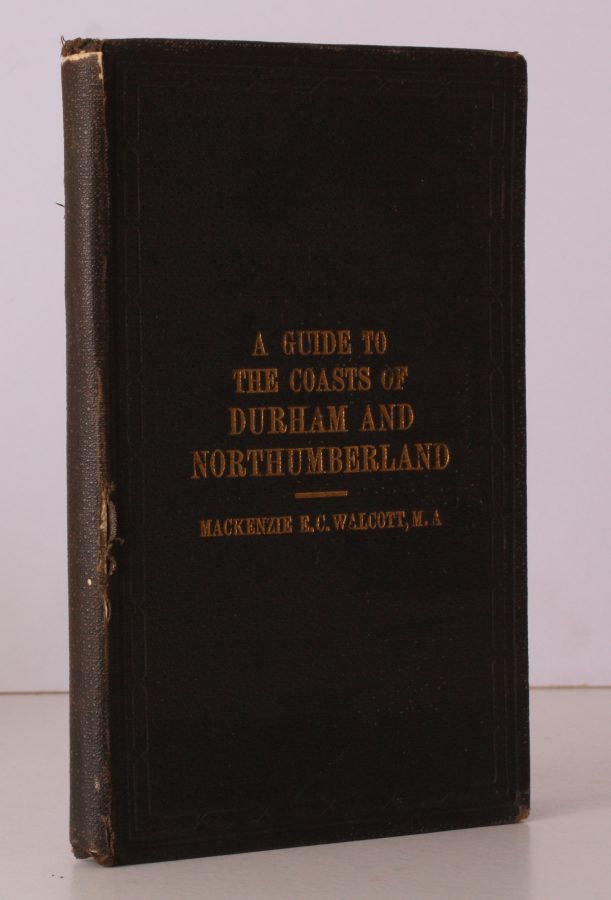 A GUIDE TO
THE COASTS OF
DURHAM AND
NORTHUMBERLAND
MACKENZIE E.C. WALCOTT, M. A